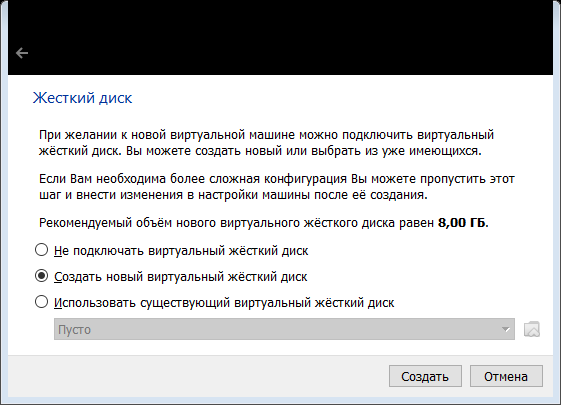 Жесткий диск
При желании к новой виртуальной машине можно подключить виртуальный
жёсткий диск. Вы можете создать новый или выбрать из уже имеющихся.
Если Вам необходима более сложная конфигурация Вы можете пропустить этот
шаг и внести изменения в настройки машины после её создания.
Рекомендуемый объём нового виртуального жёсткого диска равен 8,00 ГБ.
Не подключать виртуальный жёсткий диск
Создать новый виртуальный жёсткий диск
Использовать существующий виртуальный жёсткий диск
Пусто
Создать
Отмена